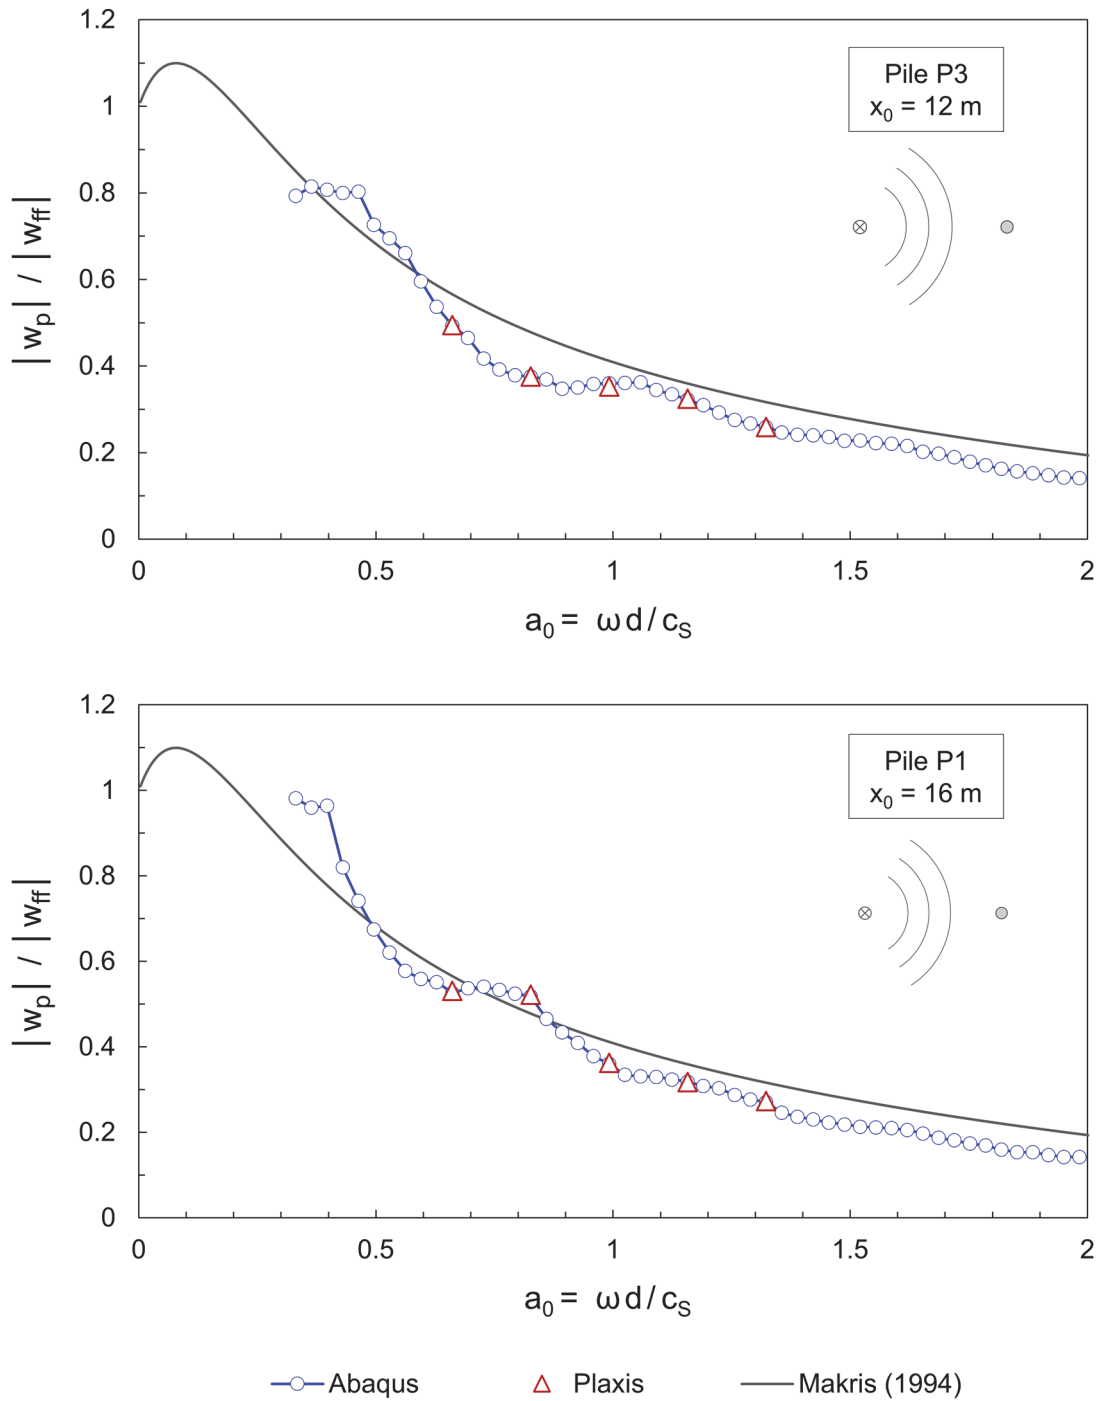 1.2
1
0.8
0.6
0.4
0.2
0
|wp| / |wff|
Pile P3
x0 = 12 m
0 0.5 1 1.5 2
a0 = ωd/cS
1.2
1
0.8
0.6
0.4
0.2
0
|wp| / |wff|
Pile P1
x0 = 16 m
0 0.5 1 1.5 2
a0 = ωd/cS
Abaqus Plaxis Makris (1994)